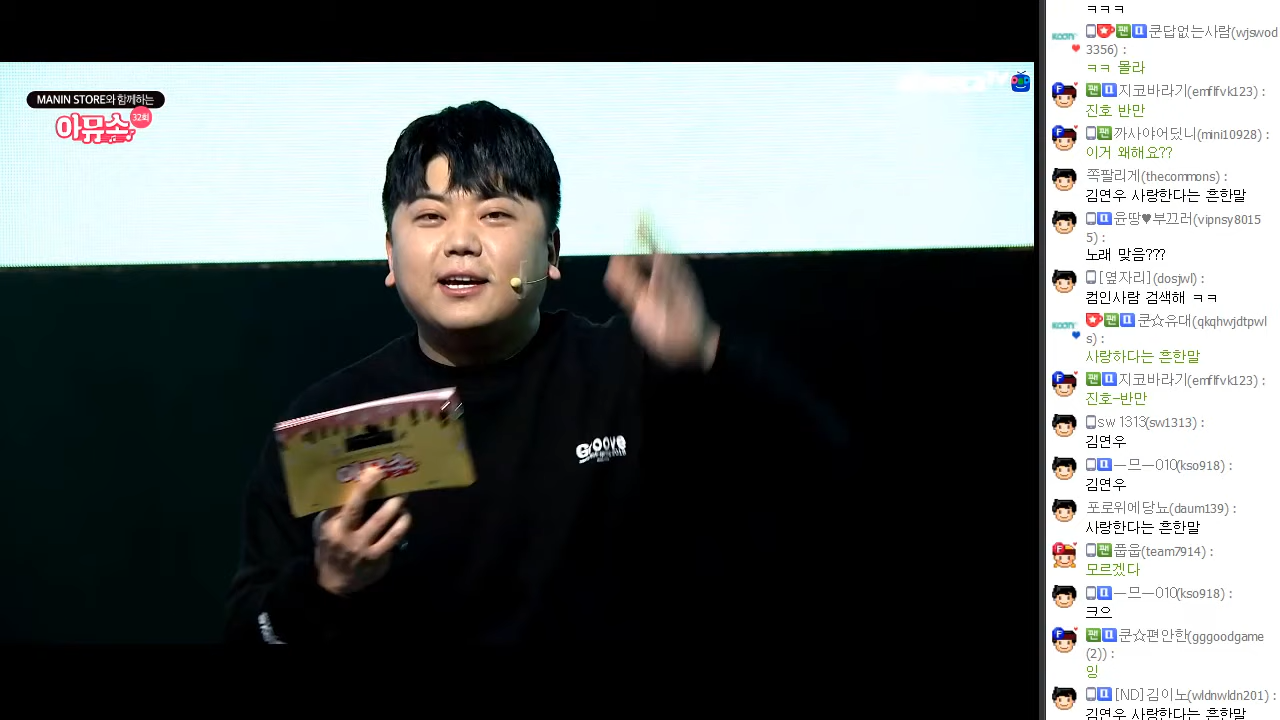 MANIN STORE와 함께하는
아뮤소
32회
groove
ㅋㅋㅋ
쿤답없는사람(wjswod
3356) :
ㅋㅋ 몰라
지코바라기(emflfvk123) :
진호 반만
까사야어딨니(mini10928) :
이거 왜해요??
쪽팔리게(thecommons) :
김연우 사랑한다는 흔한말
윤땅♥부끄러(vipnsy8015
5) :
노래 맞음???
[옆자리](dosjwl) :
컴인사람 검색해 ㅋㅋ
쿤☆유대(qkqhwjdtpwl
s) :
사랑하다는 흔한말
지코바라기(emflfvk123) :
진호-반만
sw 1313(sw1313) :
김연우
ㅡ므ㅡ010(kso918) :
김연우
포로위에당뇨(daum139) :
사랑한다는 흔한말
풉웁(team7914) :
모르겠다
ㅡ므ㅡ010(kso918) :
ㅋ으
쿤☆편안한(gggoodgame
(2)) :
잉
[ND]김이노(wldnwldn201) :
김연우 사랑한다는 흔한말